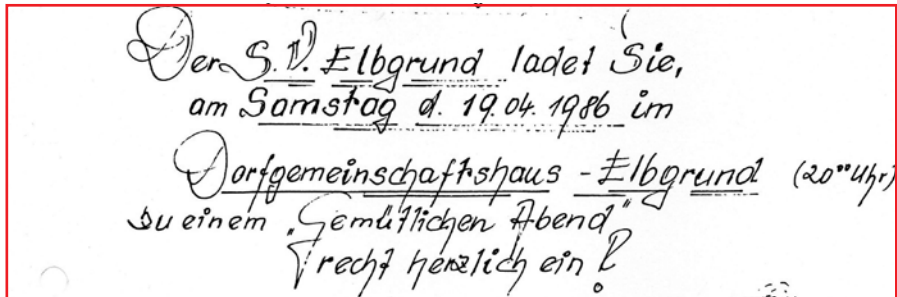 Der S.V. Elbgrund ladet Sie,
am Samstag d. 19.04.1986 im
Dorfgemeinschaftshaus - Elbgrund (20°° Uhr)
zu einem "Gemütlichen Abend"
recht herzlich ein!